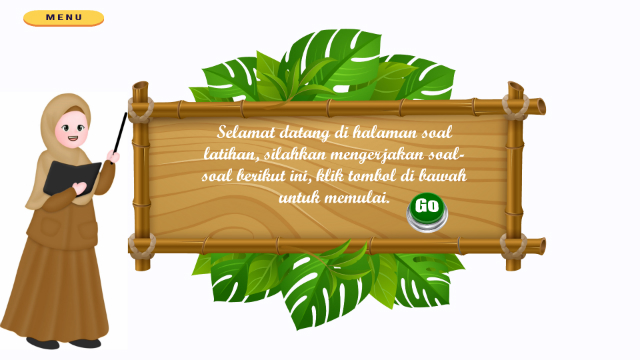 MENU
Selamat datang di halaman soal
latihan, silahkan mengerjakan soal-
soal berikut ini, klik tombol di bawah
untuk memulai.
Go